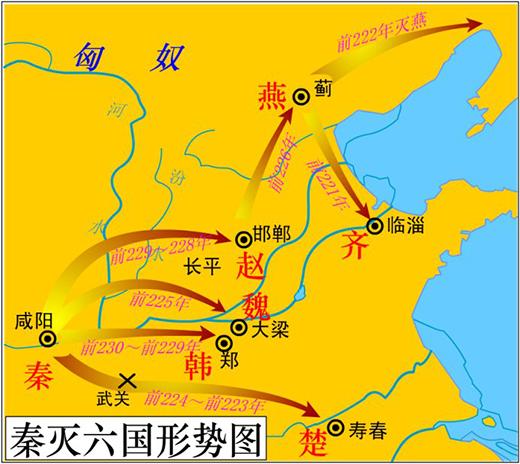 前222年灭燕
匈 奴
燕
蓟
河
汾
前226年
前221年
水
水
前229～228年
邯郸
齐
临淄
长平
赵
前225年
魏
咸阳
大梁
前230～前229年
郑
秦
韩
武关
前224～前223年
楚
寿春
秦灭六国形势图